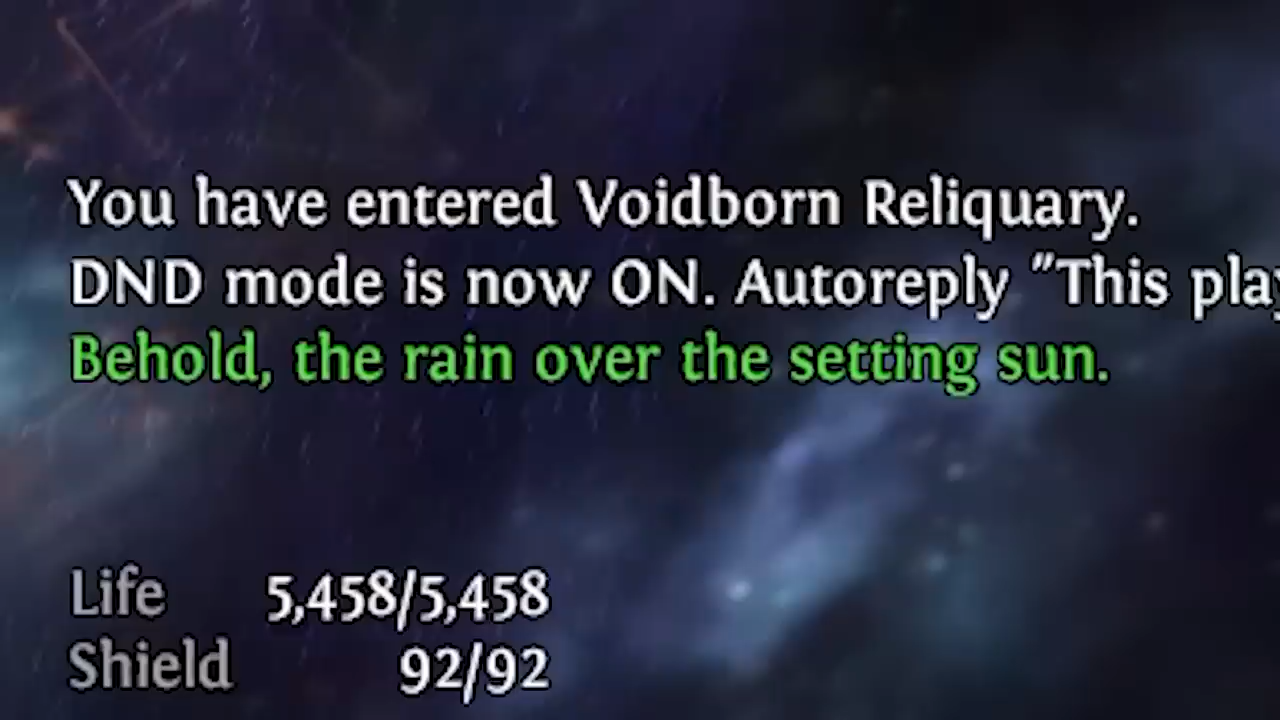 You have entered Voidborn Reliquary.
DND mode is now ON. Autoreply "This
Behold, the rain over the setting sun.
Life 5,458/5,458
Shield 92/92